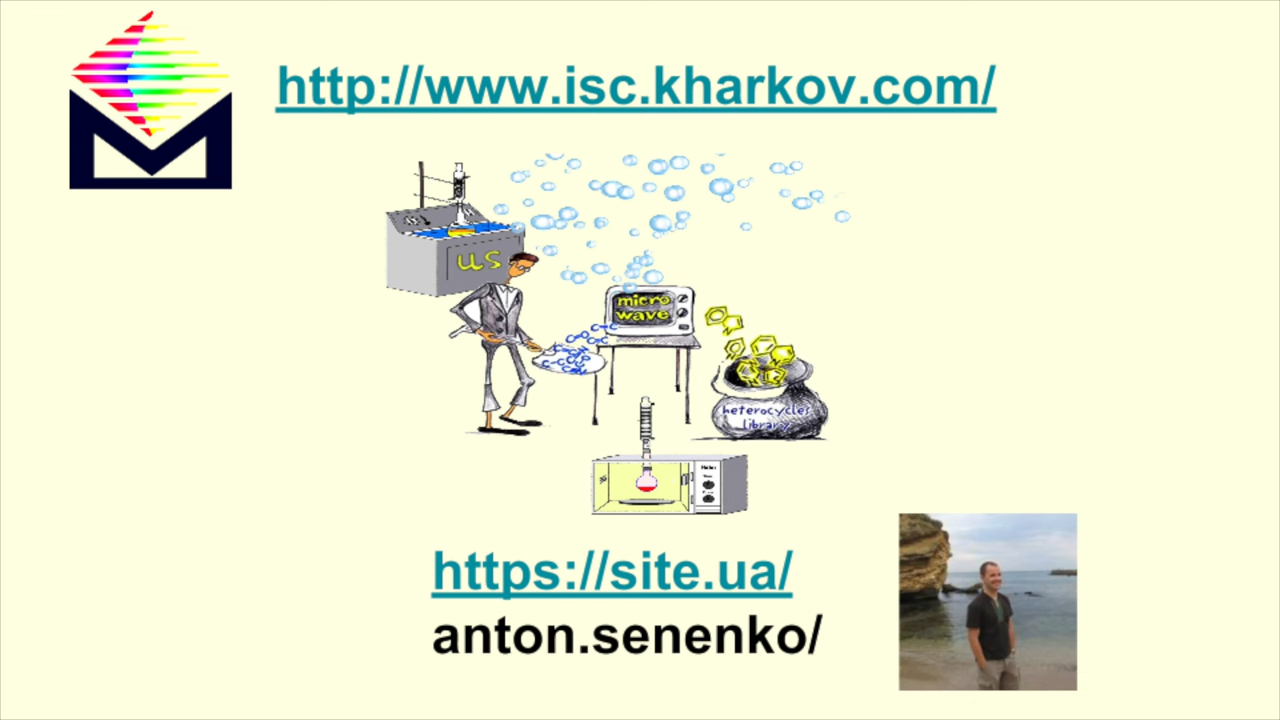 http://www.isc.kharkov.com/
us
micro
wave
heterocycles
library
https://site.ua/
anton.senenko/